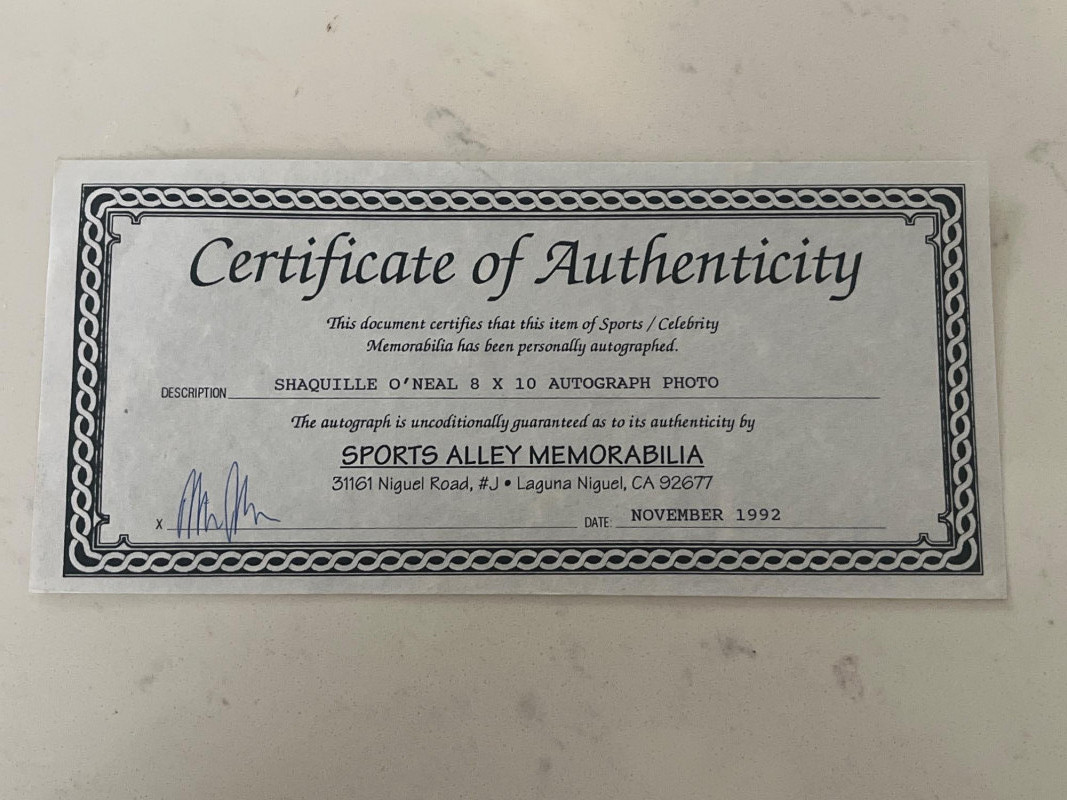 Certificate of Authenticity
This document certifies that this item of Sports / Celebrity
Memorabilia has been personally autographed.
DESCRIPTION SHAQUILLE O'NEAL 8 X 10 AUTOGRAPH PHOTO
The autograph is uncoditionally guaranteed as to its authenticity by
SPORTS ALLEY MEMORABILIA
31161 Niguel Road, #J • Laguna Niguel, CA 92677
X DATE: NOVEMBER 1992